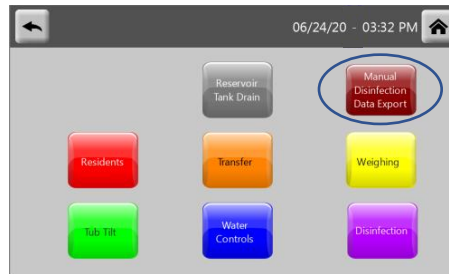 06/24/20 - 03:32 PM
Reservoir
Tank Drain
Manual
Disinfection
Data Export
Residents
Transfer
Weighing
Tub Tilt
Water
Controls
Disinfection